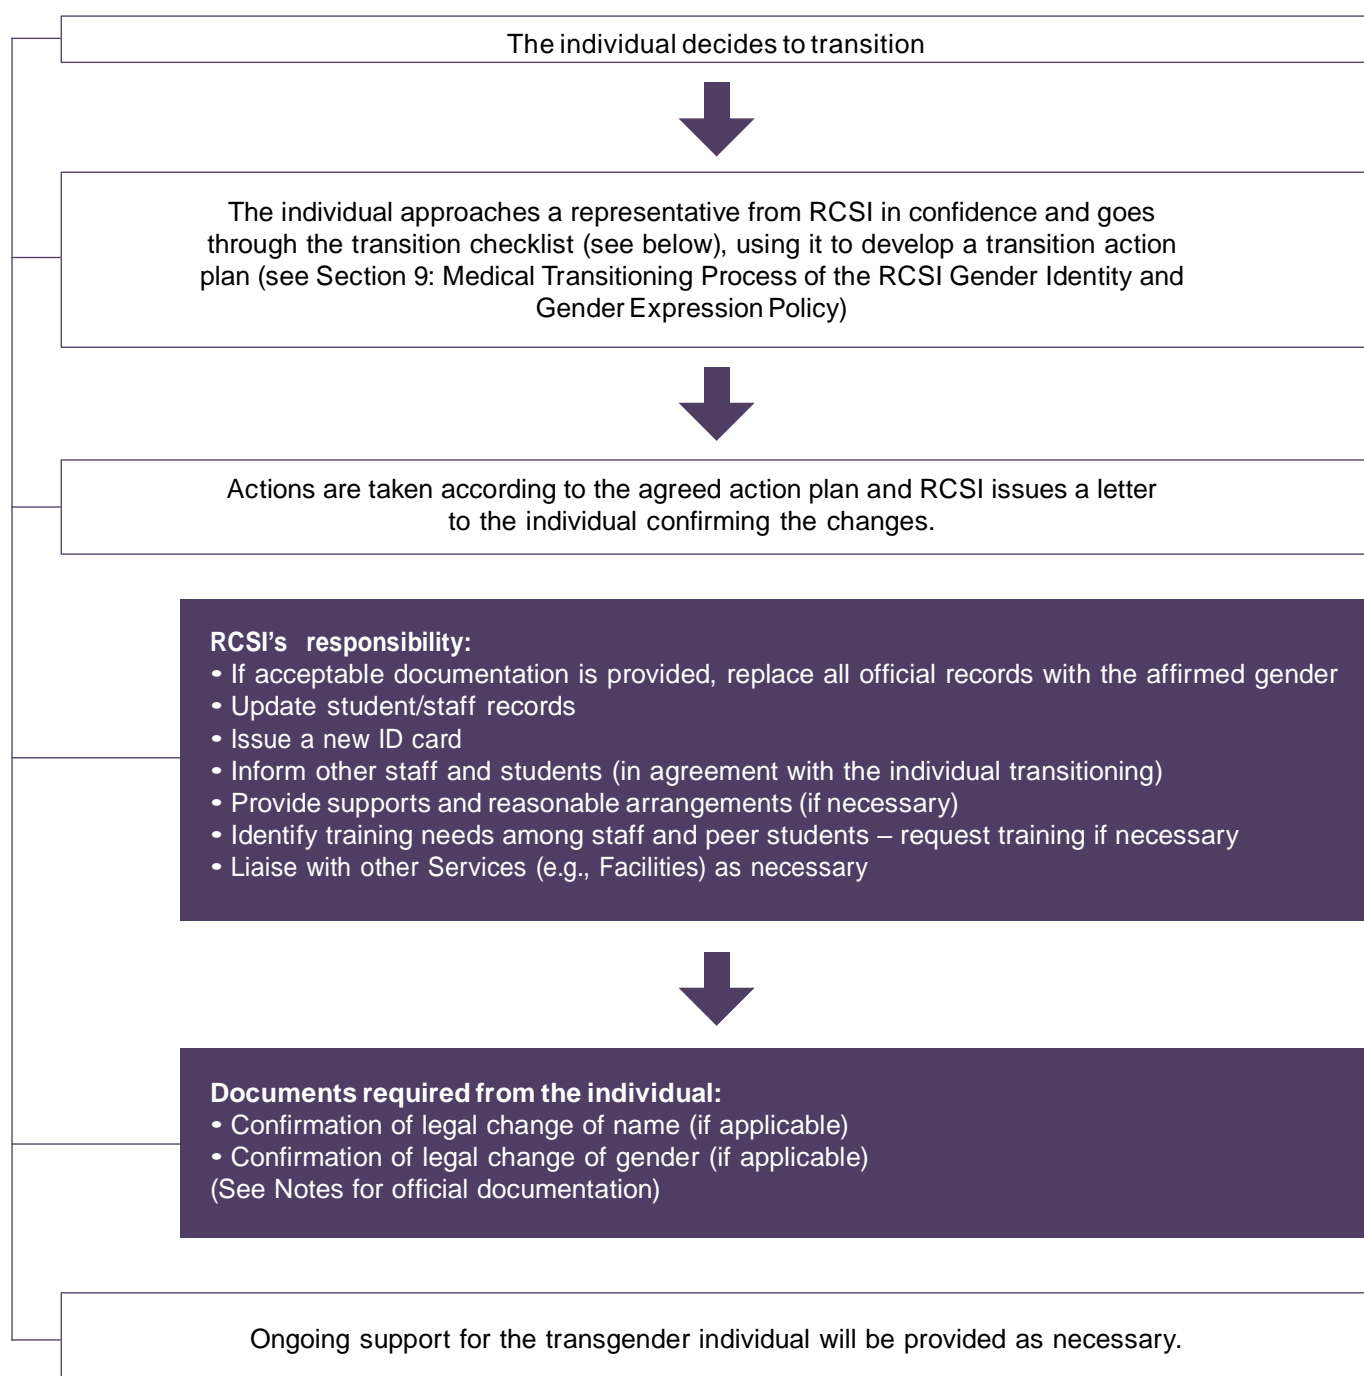 The individual decides to transition
The individual approaches a representative from RCSI in confidence and goes
through the transition checklist (see below), using it to develop a transition action
plan (see Section 9: Medical Transitioning Process of the RCSI Gender Identity and
Gender Expression Policy)
Actions are taken according to the agreed action plan and RCSI issues a letter
to the individual confirming the changes.
RCSI’s responsibility:
• If acceptable documentation is provided, replace all official records with the affirmed gender
• Update student/staff records
• Issue a new ID card
• Inform other staff and students (in agreement with the individual transitioning)
• Provide supports and reasonable arrangements (if necessary)
• Identify training needs among staff and peer students – request training if necessary
• Liaise with other Services (e.g., Facilities) as necessary
Documents required from the individual:
• Confirmation of legal change of name (if applicable)
• Confirmation of legal change of gender (if applicable)
(See Notes for official documentation)
Ongoing support for the transgender individual will be provided as necessary.